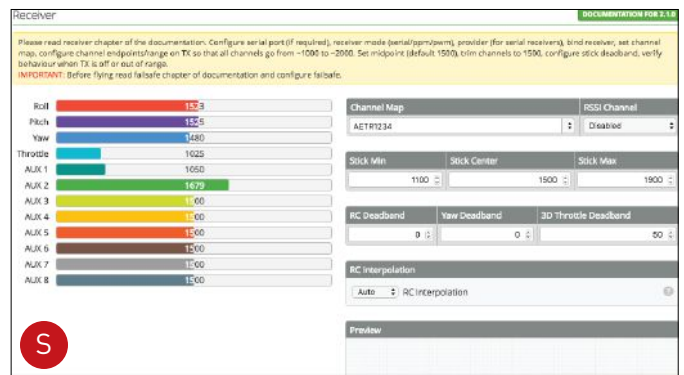 Receiver
DOCUMENTATION FOR 2.1.0
Please read receiver chapter of the documentation. Configure serial port (if required), receiver mode (serial/ppm/pwm), provider (for serial receivers), bind receiver, set channel
map, configure channel endpoints/range on TX so that all channels go from ~1000 to ~2000. Set midpoint (default 1500), trim channels to 1500, configure stick deadband, verify
behaviour when TX is off or out of range.
IMPORTANT: Before flying read failsafe chapter of documentation and configure failsafe.
Roll 1523
Pitch 1525
Yaw 1480
Throttle 1025
AUX 1 1050
AUX 2 1679
AUX 3 1500
AUX 4 1500
AUX 5 1500
AUX 6 1500
AUX 7 1500
AUX 8 1500
Channel Map RSSI Channel
AETR1234 Disabled
Stick Min Stick Center Stick Max
1100 1500 1900
RC Deadband Yaw Deadband 3D Throttle Deadband
0 0 50
RC Interpolation
Auto RC Interpolation
Preview
S